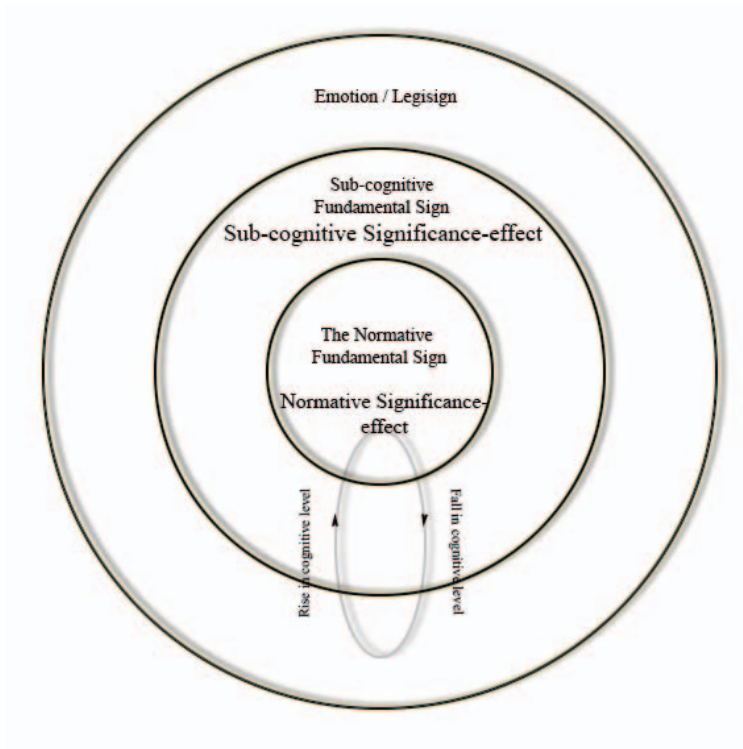 Emotion / Legisign
Sub-cognitive
Fundamental Sign
Sub-cognitive Significance-effect
The Normative
Fundamental Sign
Normative Significance-
effect
Rise in cognitive level
Fall in cognitive level